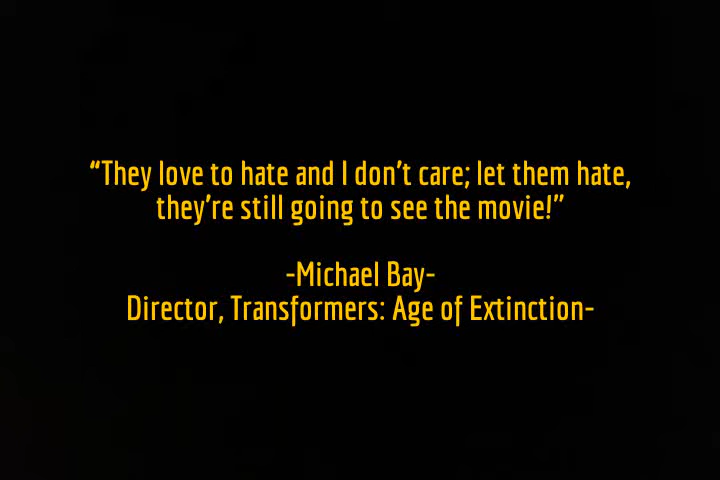 “They love to hate and I don’t care; let them hate,
they’re still going to see the movie!”
-Michael Bay-
Director, Transformers: Age of Extinction-